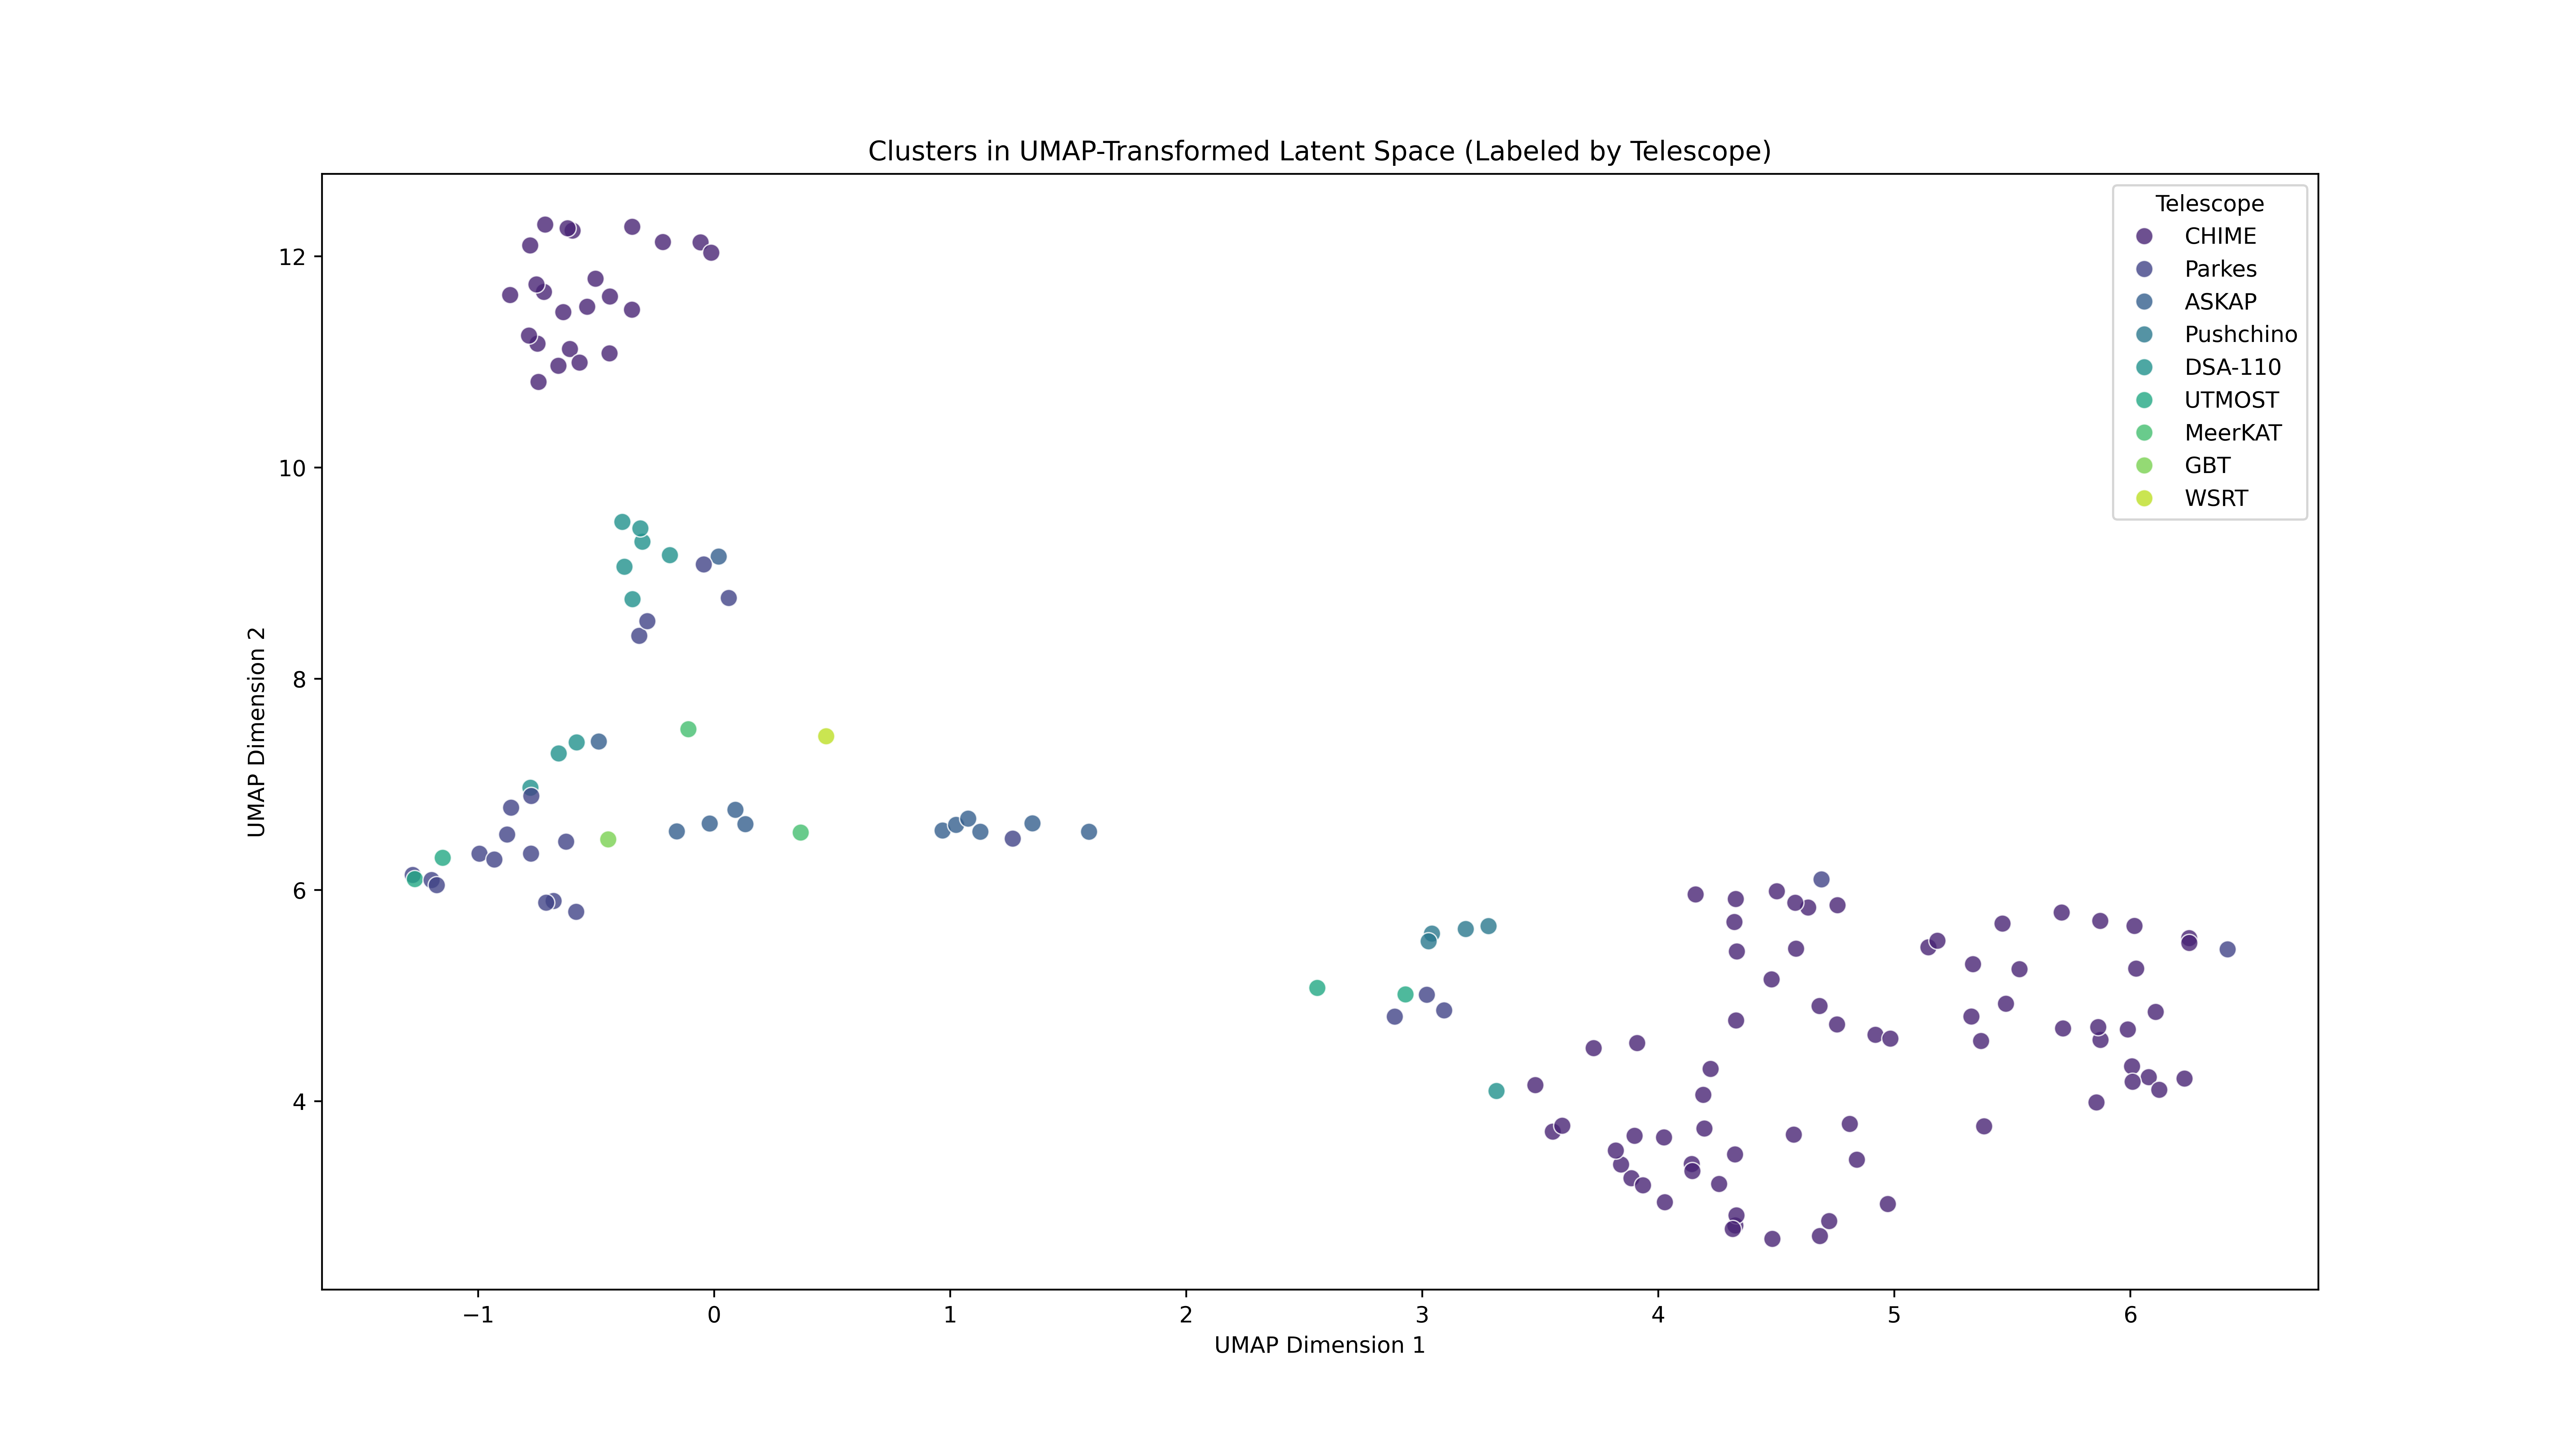 Clusters in UMAP-Transformed Latent Space (Labeled by Telescope)
Telescope
CHIME
Parkes
ASKAP
Pushchino
DSA-110
UTMOST
MeerKAT
GBT
WSRT
12
10
8
6
4
UMAP Dimension 2
−1 0 1 2 3 4 5 6
UMAP Dimension 1